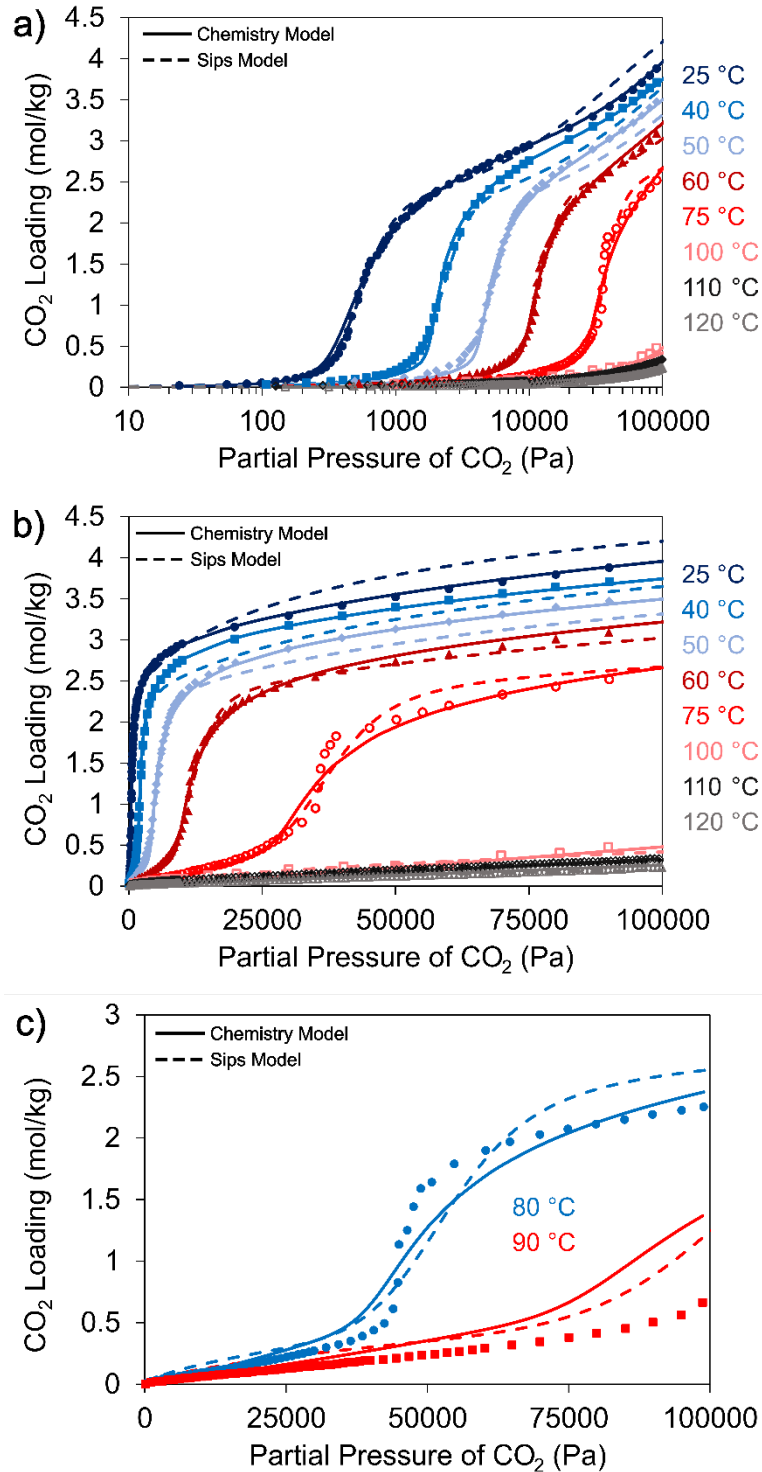 a)
4.5
4
3.5
3
2.5
2
1.5
1
0.5
0
CO₂ Loading (mol/kg)
Chemistry Model
Sips Model
25 °C
40 °C
50 °C
60 °C
75 °C
100 °C
110 °C
120 °C
10 100 1000 10000 100000
Partial Pressure of CO₂ (Pa)
b)
4.5
4
3.5
3
2.5
2
1.5
1
0.5
0
CO₂ Loading (mol/kg)
Chemistry Model
Sips Model
25 °C
40 °C
50 °C
60 °C
75 °C
100 °C
110 °C
120 °C
0 25000 50000 75000 100000
Partial Pressure of CO₂ (Pa)
c)
3
2.5
2
1.5
1
0.5
0
CO₂ Loading (mol/kg)
Chemistry Model
Sips Model
80 °C
90 °C
0 25000 50000 75000 100000
Partial Pressure of CO₂ (Pa)